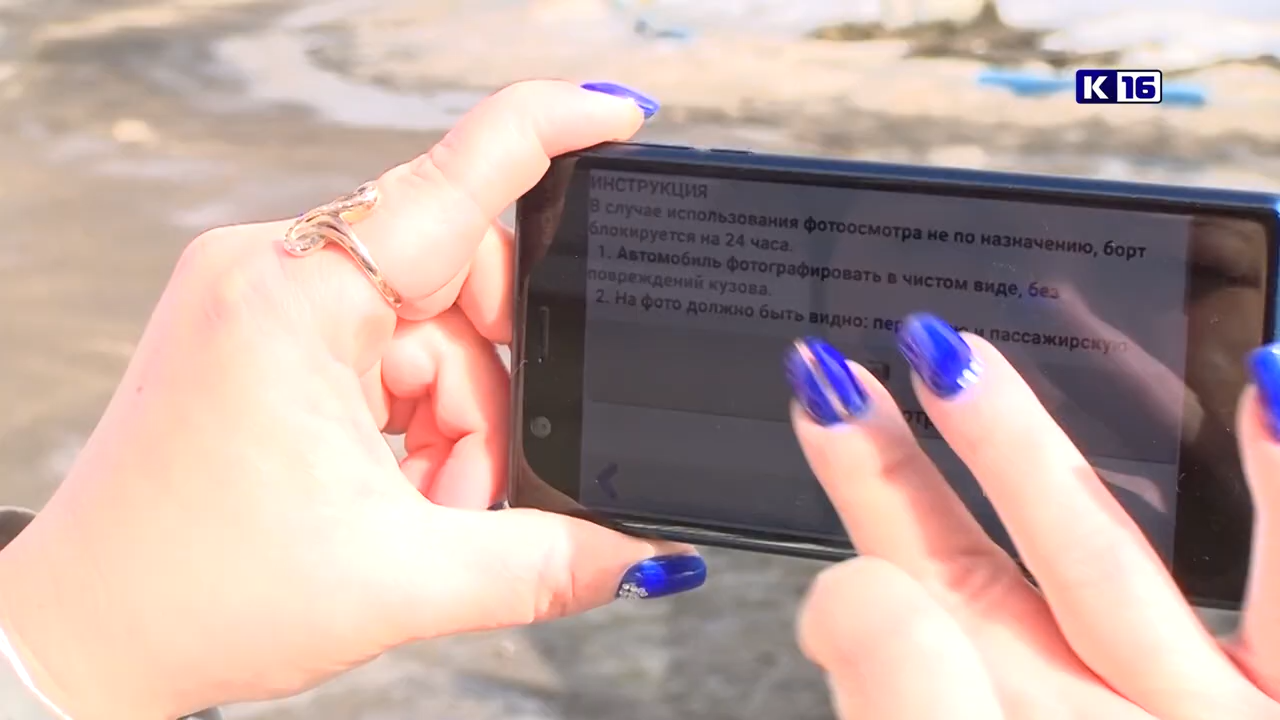 K 16
ИНСТРУКЦИЯ
В случае использования фотоосмотра не по назначению, борт
блокируется на 24 часа.
1. Автомобиль фотографировать в чистом виде, без
повреждений кузова.
2. На фото должно быть видно: и пассажирскую